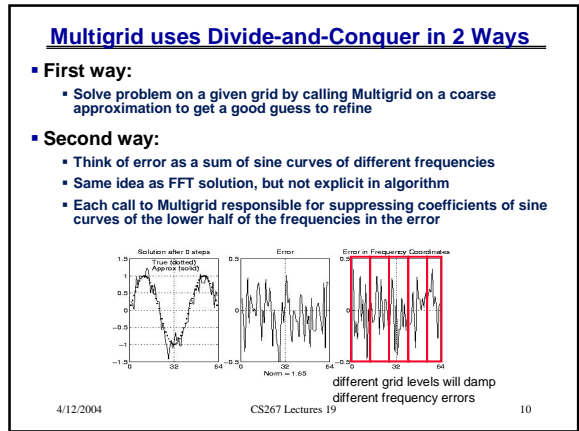 Multigrid uses Divide-and-Conquer in 2 Ways
▪ First way:
▪ Solve problem on a given grid by calling Multigrid on a coarse
approximation to get a good guess to refine
▪ Second way:
▪ Think of error as a sum of sine curves of different frequencies
▪ Same idea as FFT solution, but not explicit in algorithm
▪ Each call to Multigrid responsible for suppressing coefficients of sine
curves of the lower half of the frequencies in the error
Solution after 0 steps
True (dotted)
Approx (solid)
1.5
1
0.5
0
−0.5
−1
−1.5
0 32 64
Error
0.5
0
−0.5
0 32 64
Norm = 1.65
Error in Frequency Coordinates
0.5
0
−0.5
0 32 64
different grid levels will damp
different frequency errors
4/12/2004 CS267 Lectures 19 10